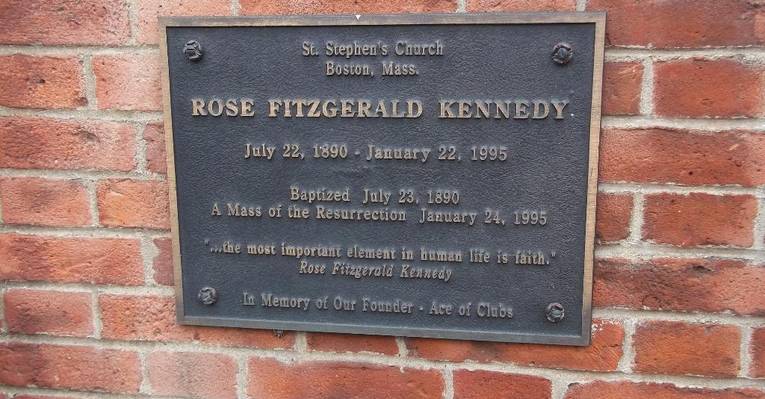 St. Stephen's Church
Boston, Mass.
ROSE FITZGERALD KENNEDY
July 22, 1890 - January 22, 1995
Baptized July 23, 1890
A Mass of the Resurrection January 24, 1995
"...the most important element in human life is faith."
Rose Fitzgerald Kennedy
In Memory of Our Founder - Ace of Clubs